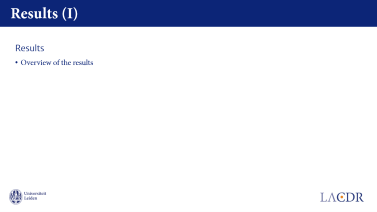 Results (I)
Results
• Overview of the results
Universiteit
Leiden
LACDR